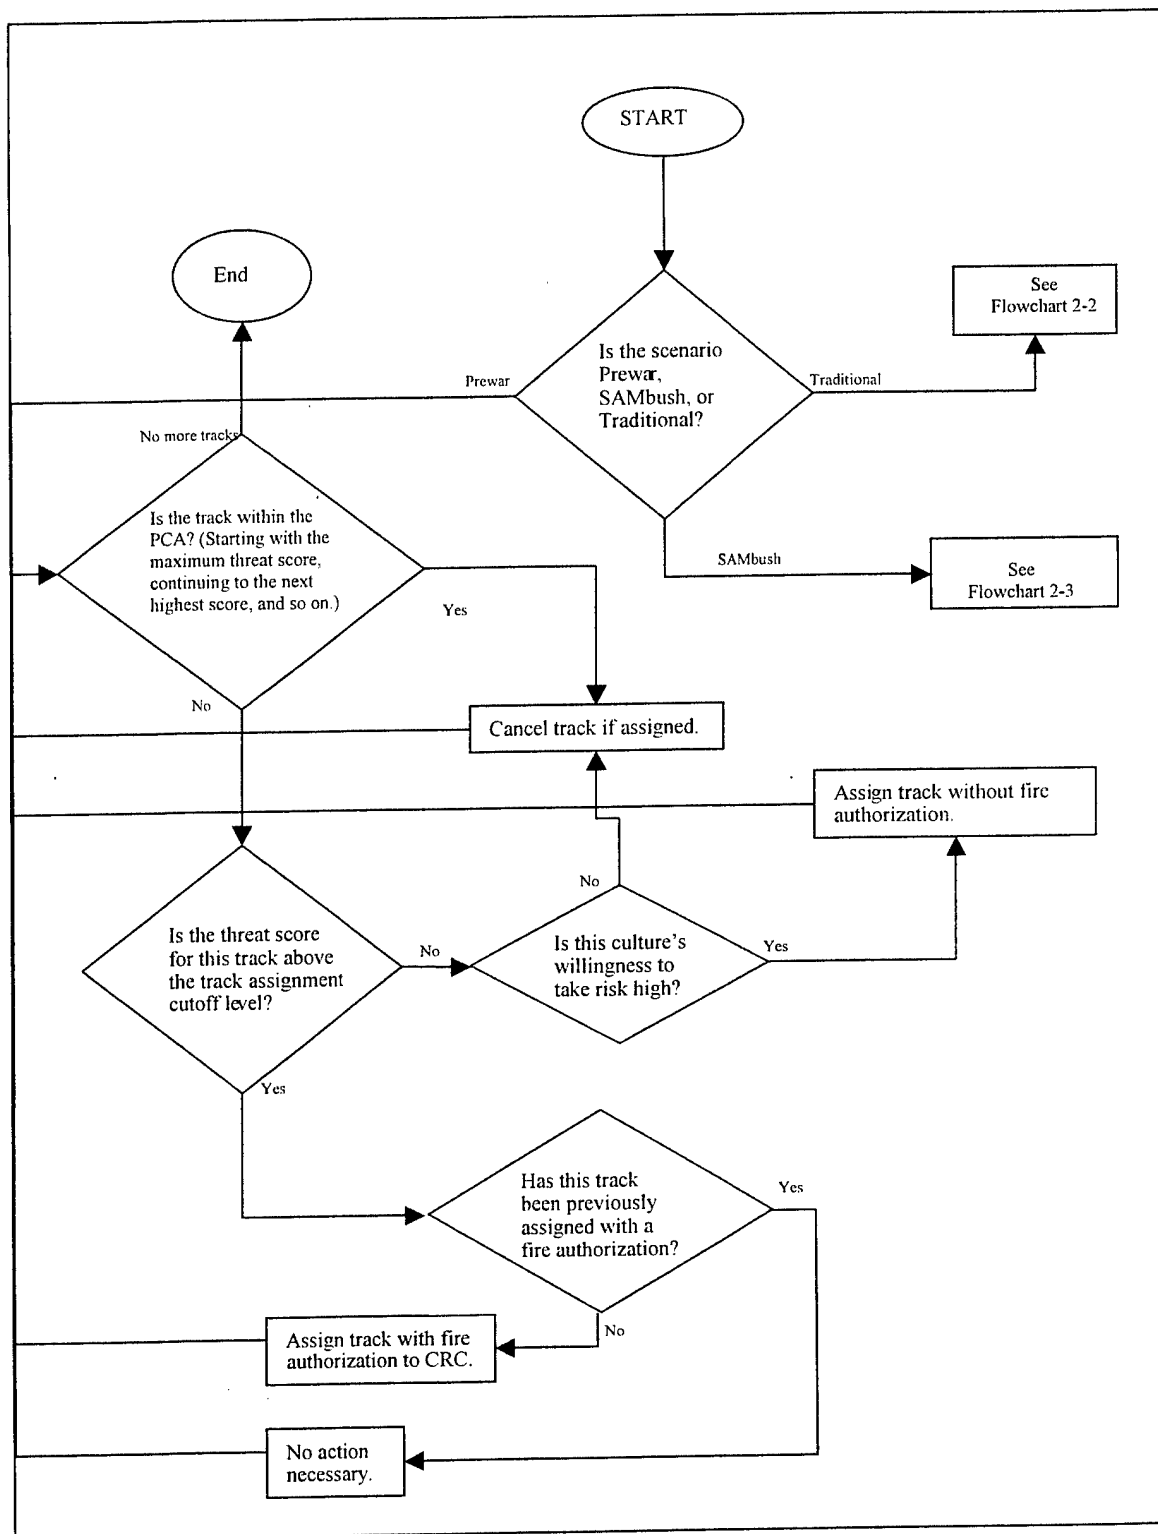 START
End
See
Flowchart 2-2
Is the scenario
Prewar,
SAMbush, or
Traditional?
Prewar
Traditional
No more tracks
Is the track within the
PCA? (Starting with the
maximum threat score,
continuing to the next
highest score, and so on.)
SAMbush
See
Flowchart 2-3
Yes
No
Cancel track if assigned.
Assign track without fire
authorization.
No
Is the threat score
for this track above
the track assignment
cutoff level?
No
Is this culture's
willingness to
take risk high?
Yes
Yes
Has this track
been previously
assigned with a
fire authorization?
Yes
No
Assign track with fire
authorization to CRC.
No action
necessary.